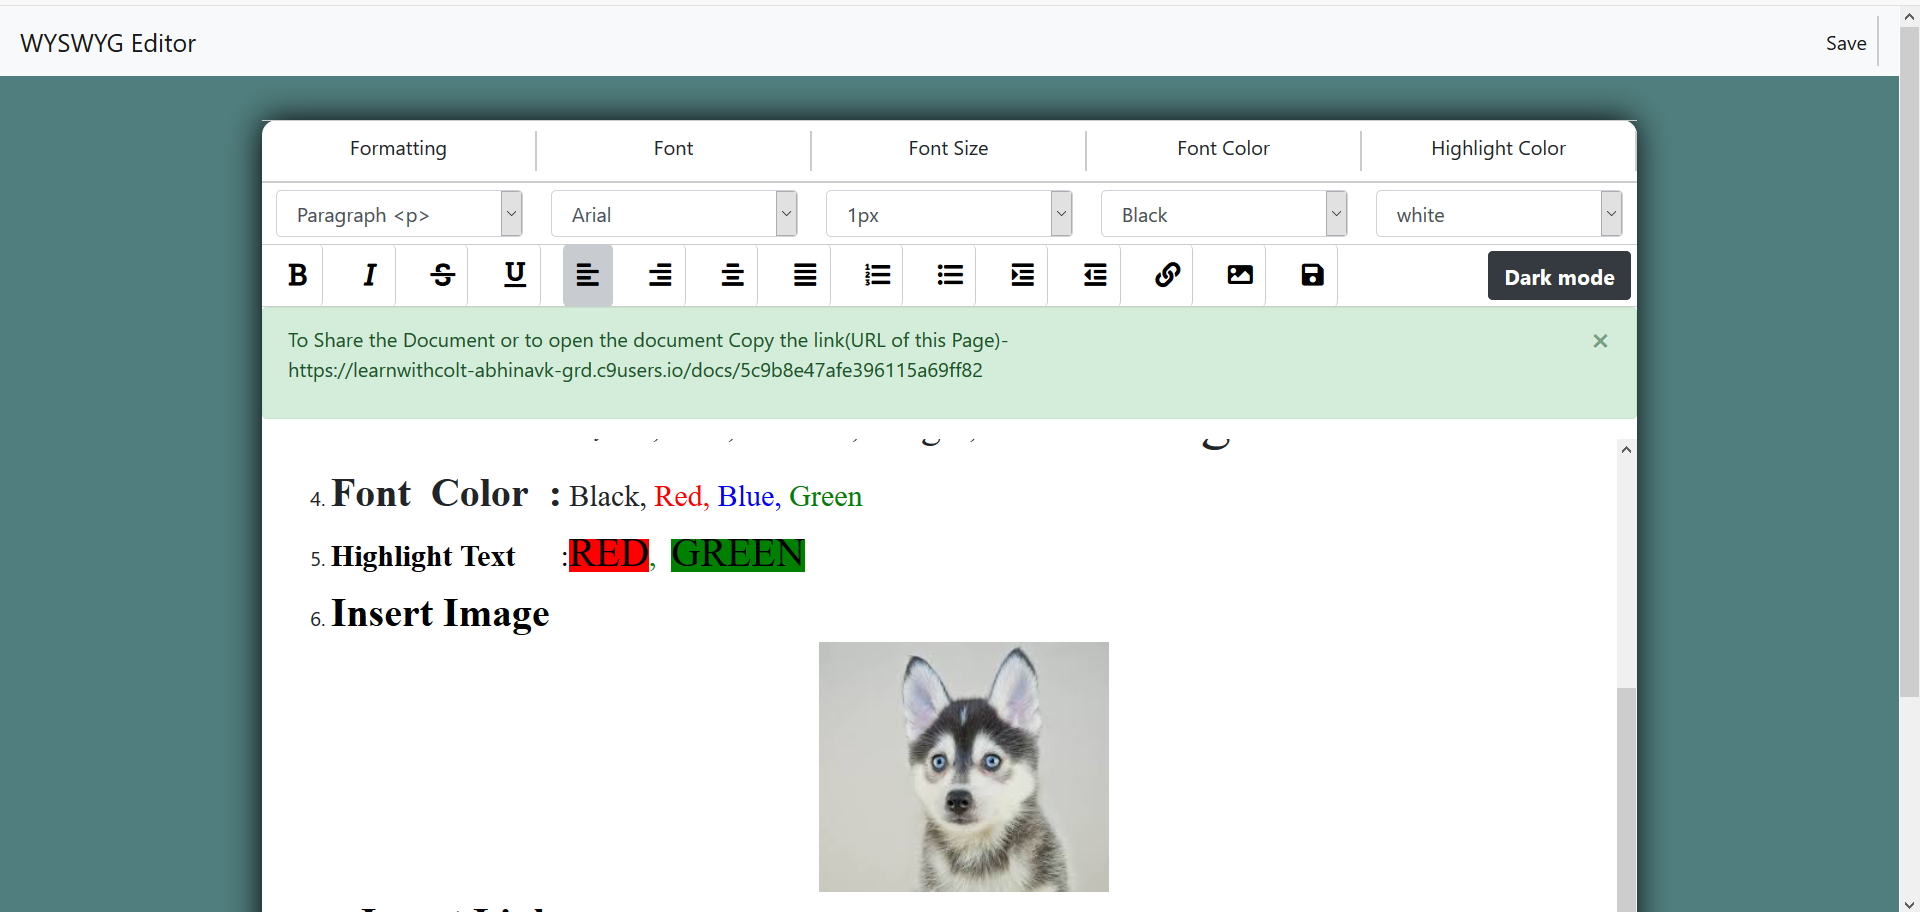 WYSWYG Editor
Save
Formatting Font Font Size Font Color Highlight Color
Paragraph <p> Arial 1px Black white
B I S U
Dark mode
To Share the Document or to open the document Copy the link(URL of this Page)-
https://learnwithcolt-abhinavk-grd.c9users.io/docs/5c9b8e47afe396115a69ff82
×
4. Font Color : Black, Red, Blue, Green
5. Highlight Text :RED, GREEN
6. Insert Image